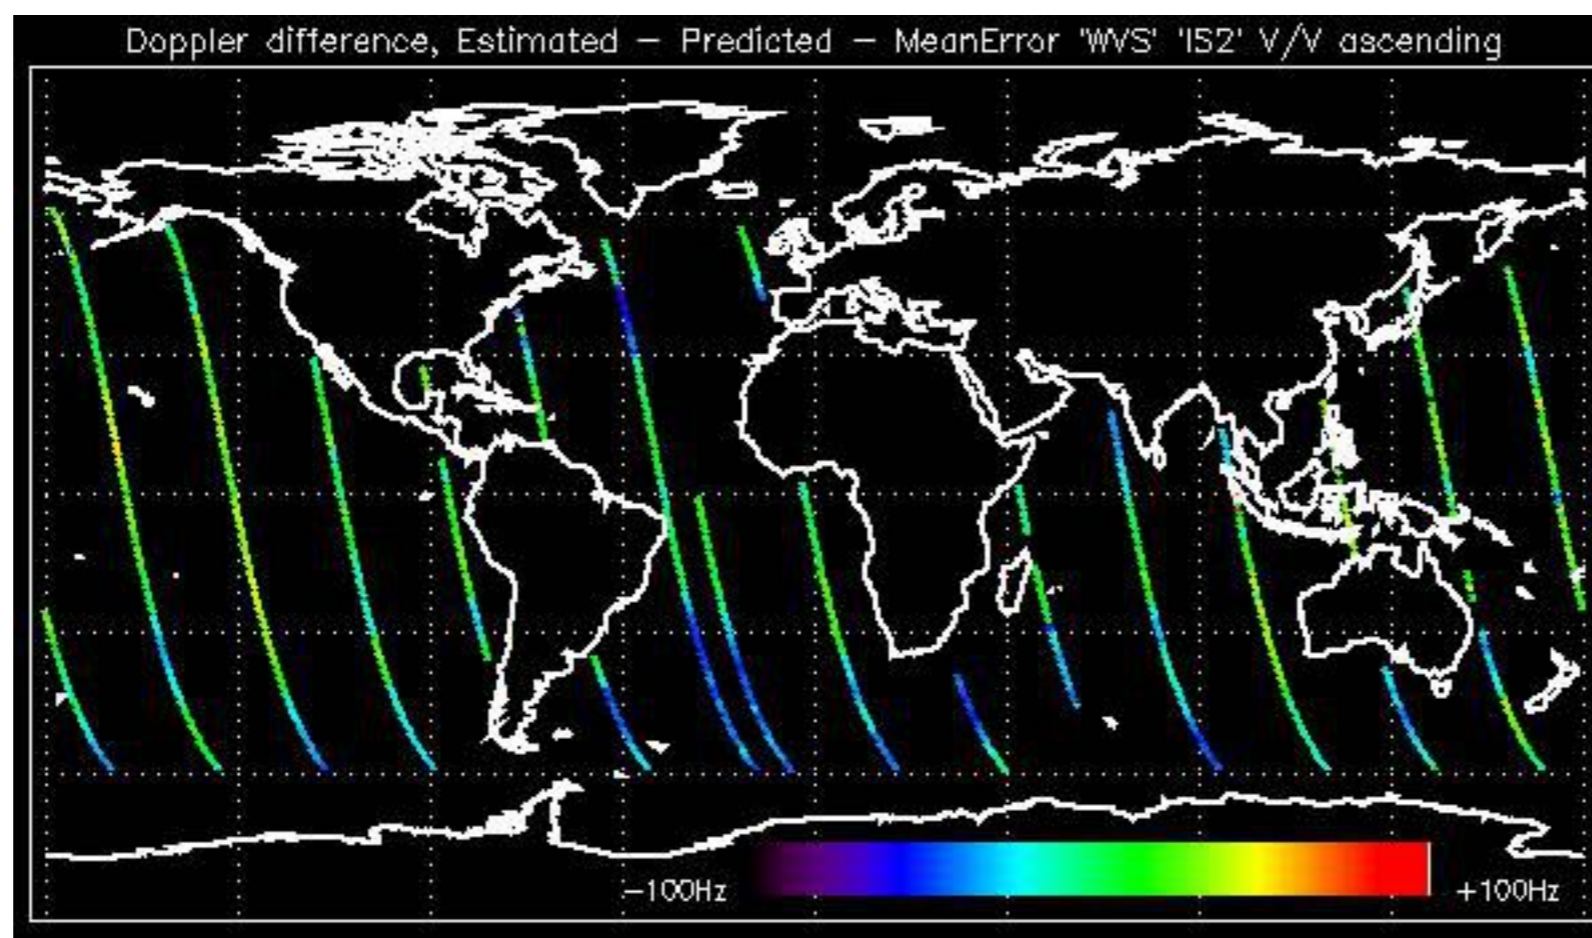 Doppler difference, Estimated – Predicted – MeanError 'WVS' 'IS2' V/V ascending
–100Hz
+100Hz